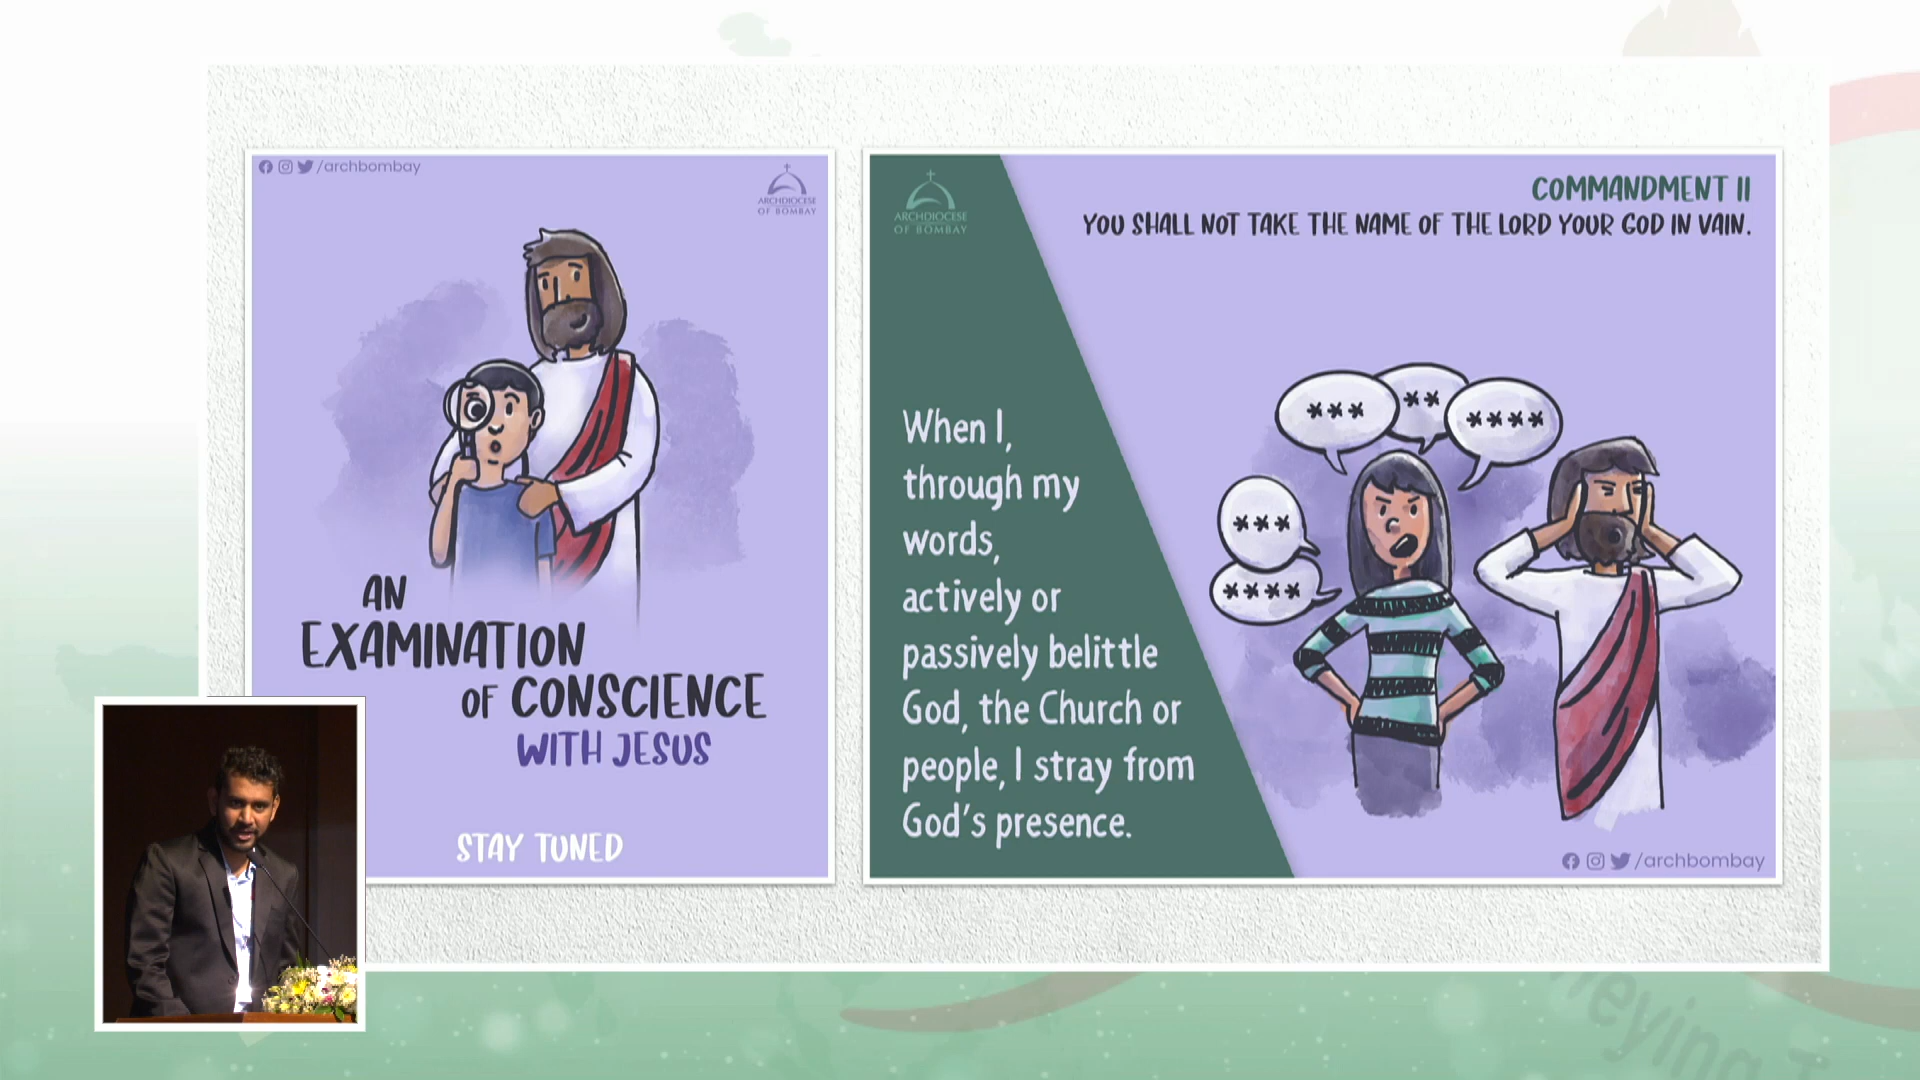 /archbombay
ARCHDIOCESE
OF BOMBAY
AN
EXAMINATION
OF CONSCIENCE
WITH JESUS
STAY TUNED
ARCHDIOCESE
OF BOMBAY
COMMANDMENT II
YOU SHALL NOT TAKE THE NAME OF THE LORD YOUR GOD IN VAIN.
When I,
through my
words,
actively or
passively belittle
God, the Church or
people, I stray from
God's presence.
***
**
****
***
****
/archbombay